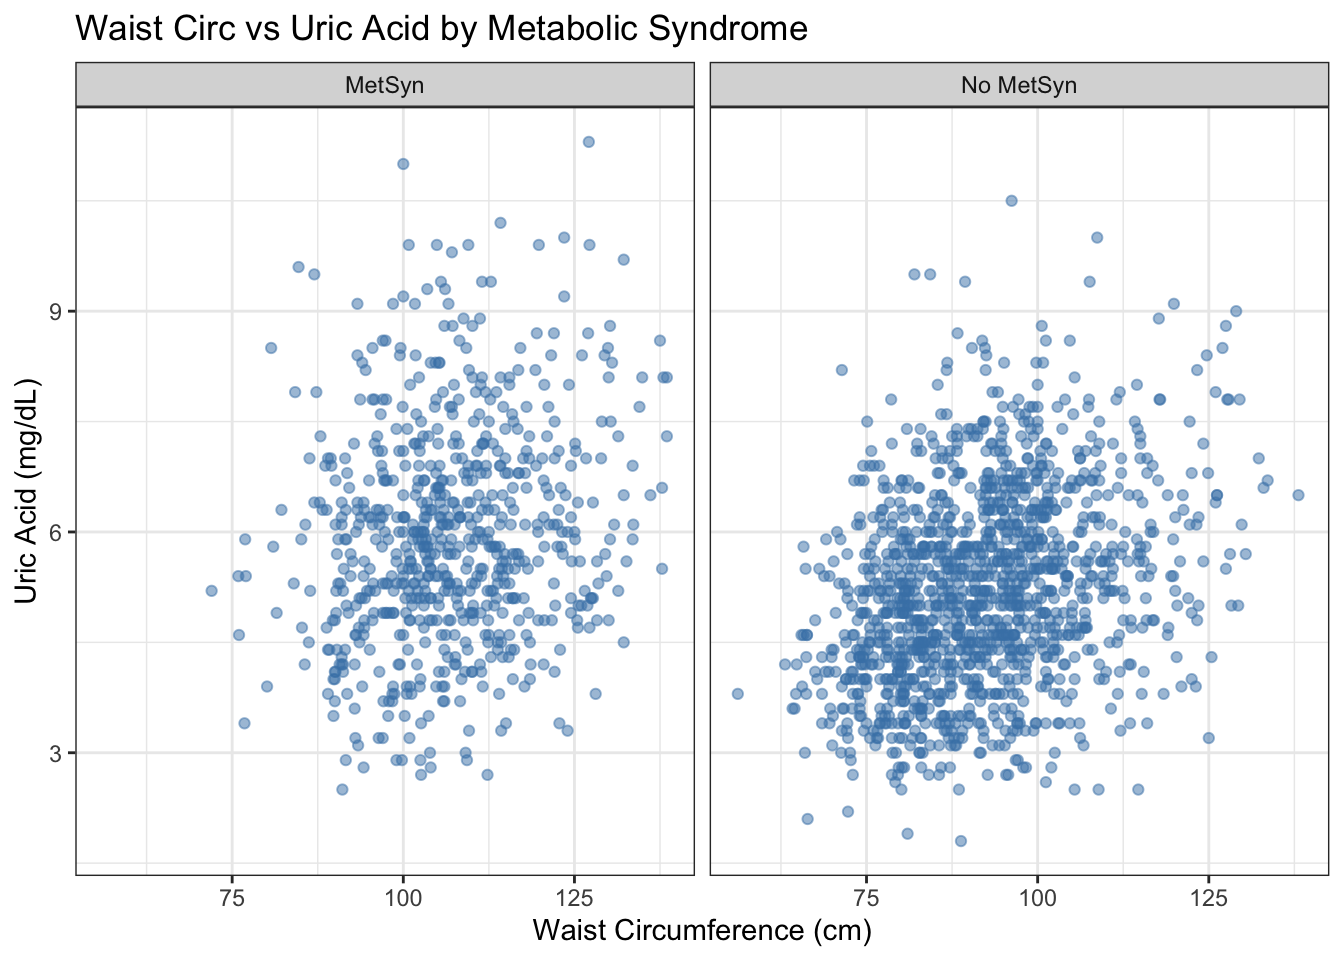 Waist Circ vs Uric Acid by Metabolic Syndrome
MetSyn
No MetSyn
Uric Acid (mg/dL)
9
6
3
75
100
125
75
100
125
Waist Circumference (cm)